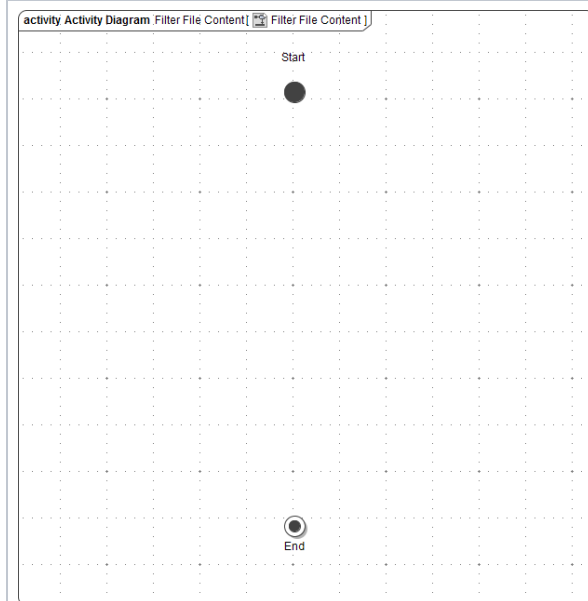 activity Activity Diagram Filter File Content [ Filter File Content ]
Start
End